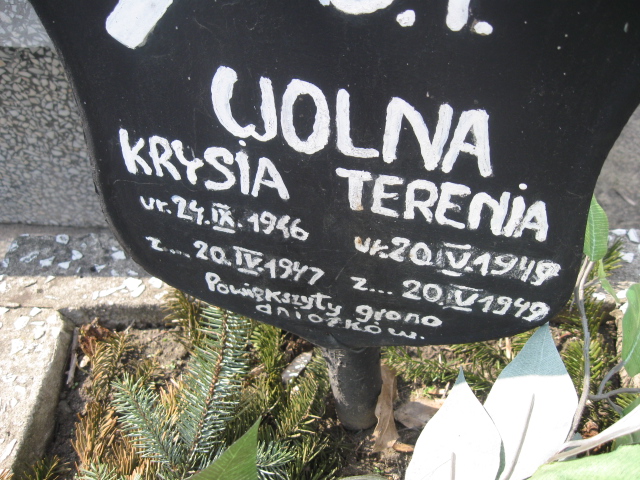 WOLNA
KRYSIA TERENIA
ur. 24.IX.1946 ur. 20.V.1949
z... 20.IV.1947 z... 20.V.1949
Powiększyły grono
aniołków.